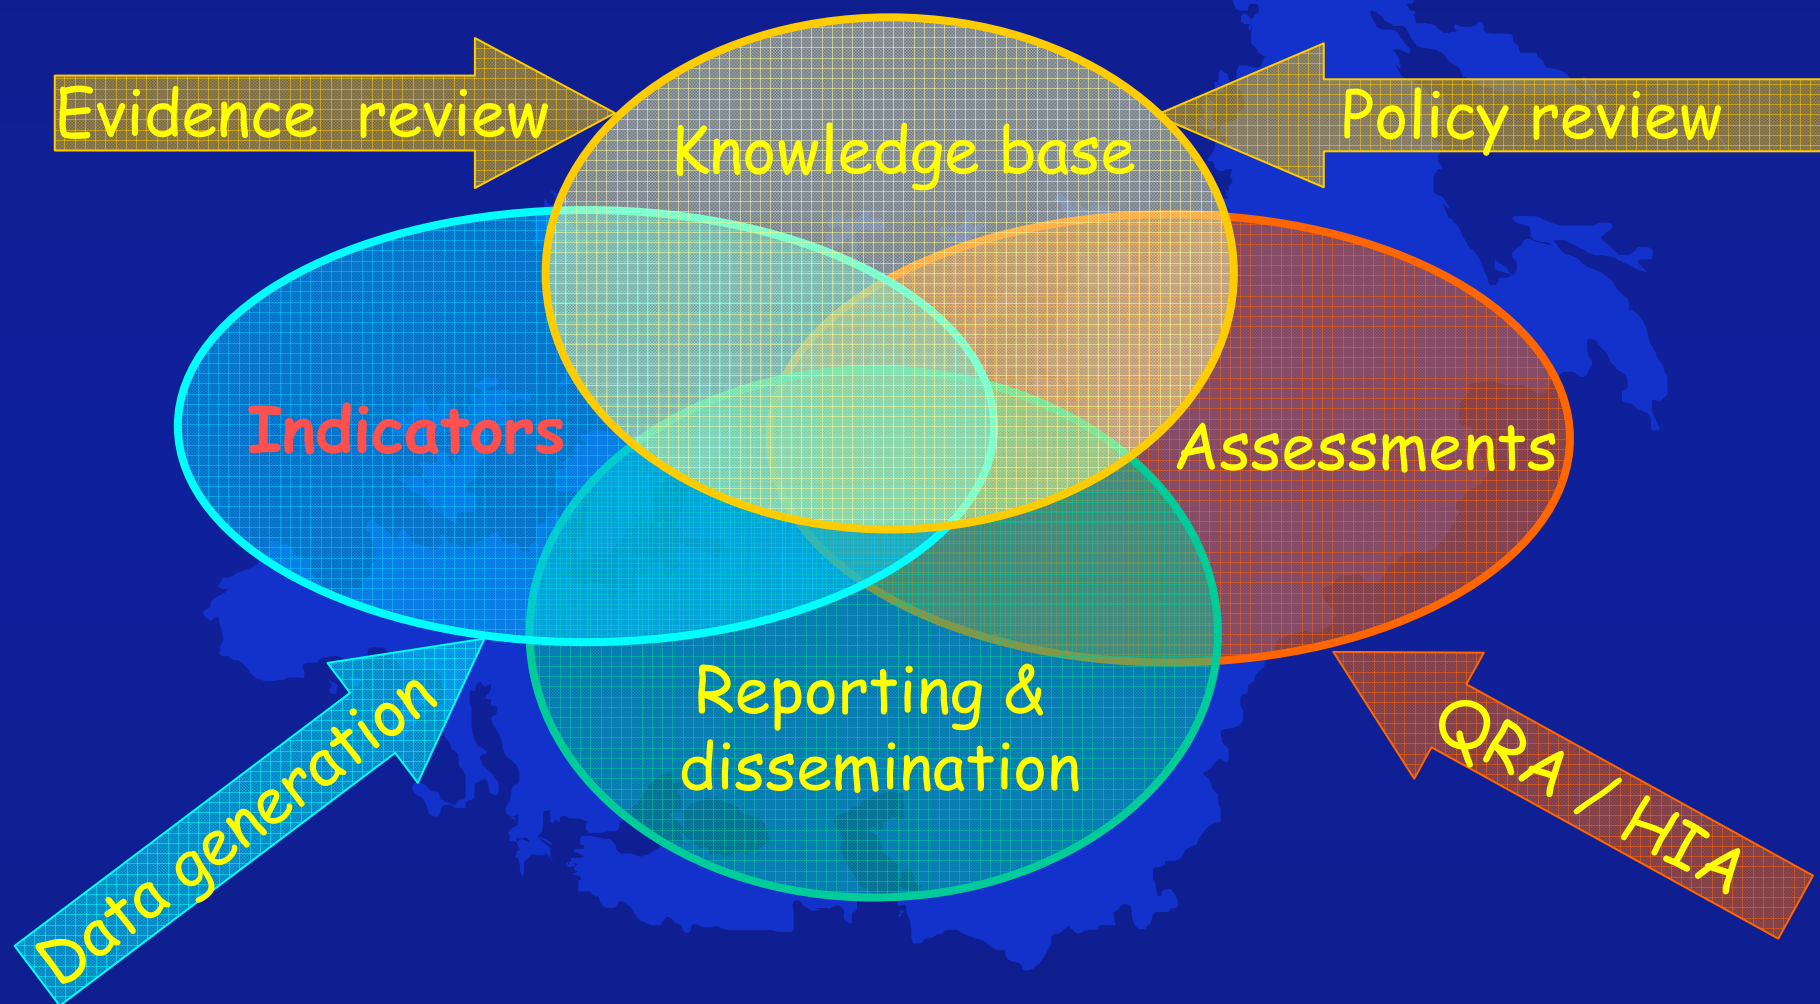 Evidence review
Policy review
Knowledge base
Indicators
Assessments
Reporting &
dissemination
Data generation
QRA / HIA